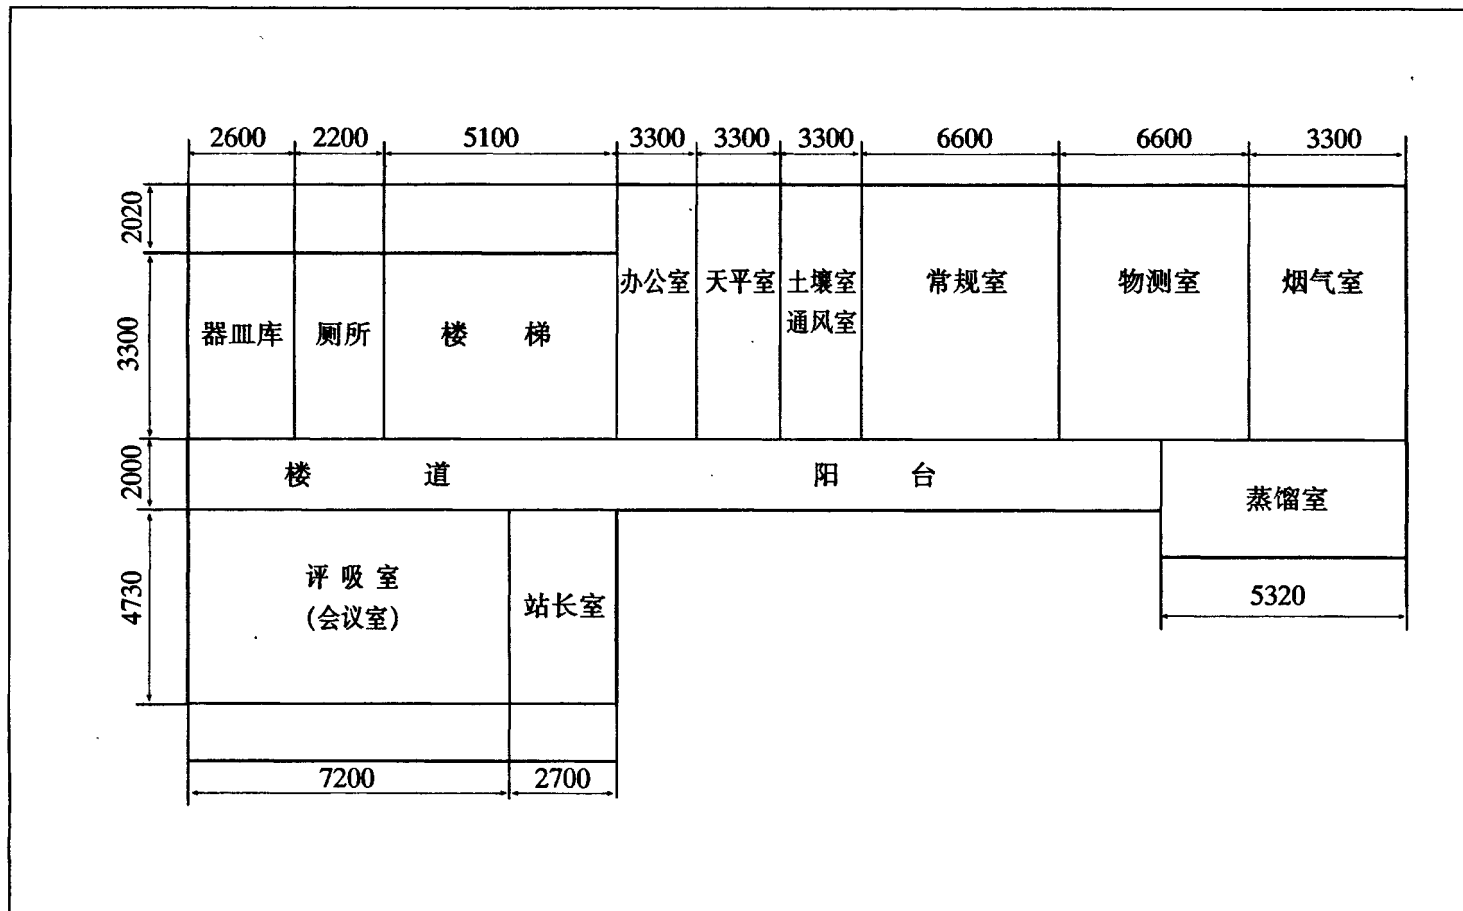 2600 2200 5100 3300 3300 3300 6600 6600 3300
2020
办公室 天平室 土壤室 常规室 物测室 烟气室
通风室
3300
器皿库 厕所 楼 梯
2000
楼 道 阳 台
蒸馏室
4730
评 吸 室
(会议室)
站长室
5320
7200 2700